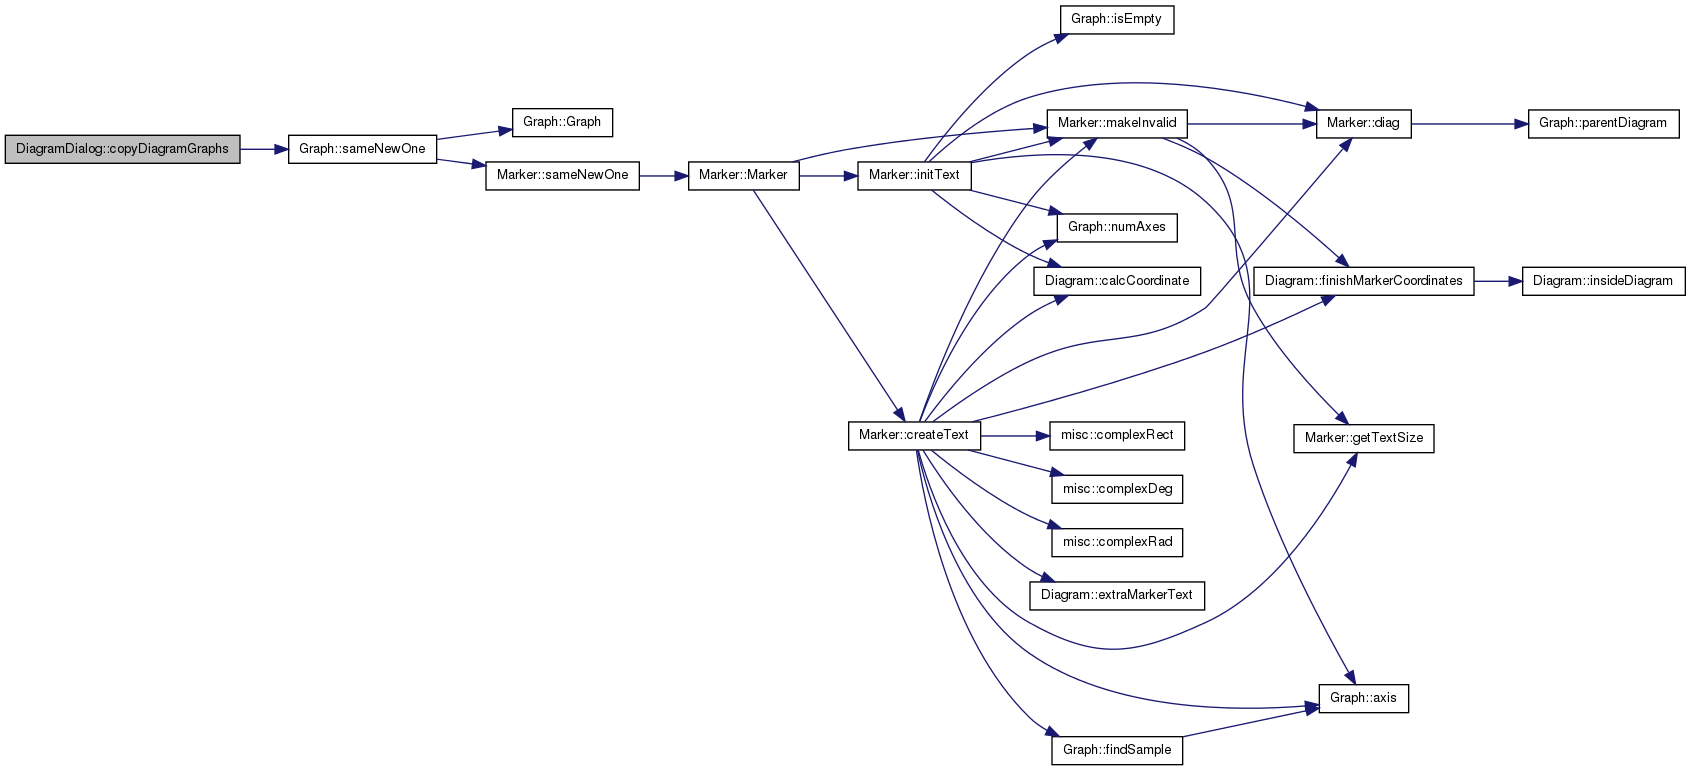 Graph::isEmpty
Graph::Graph
Marker::makeInvalid
Marker::diag
Graph::parentDiagram
DiagramDialog::copyDiagramGraphs
Graph::sameNewOne
Marker::sameNewOne
Marker::Marker
Marker::initText
Graph::numAxes
Diagram::calcCoordinate
Diagram::finishMarkerCoordinates
Diagram::insideDiagram
Marker::createText
misc::complexRect
Marker::getTextSize
misc::complexDeg
misc::complexRad
Diagram::extraMarkerText
Graph::axis
Graph::findSample